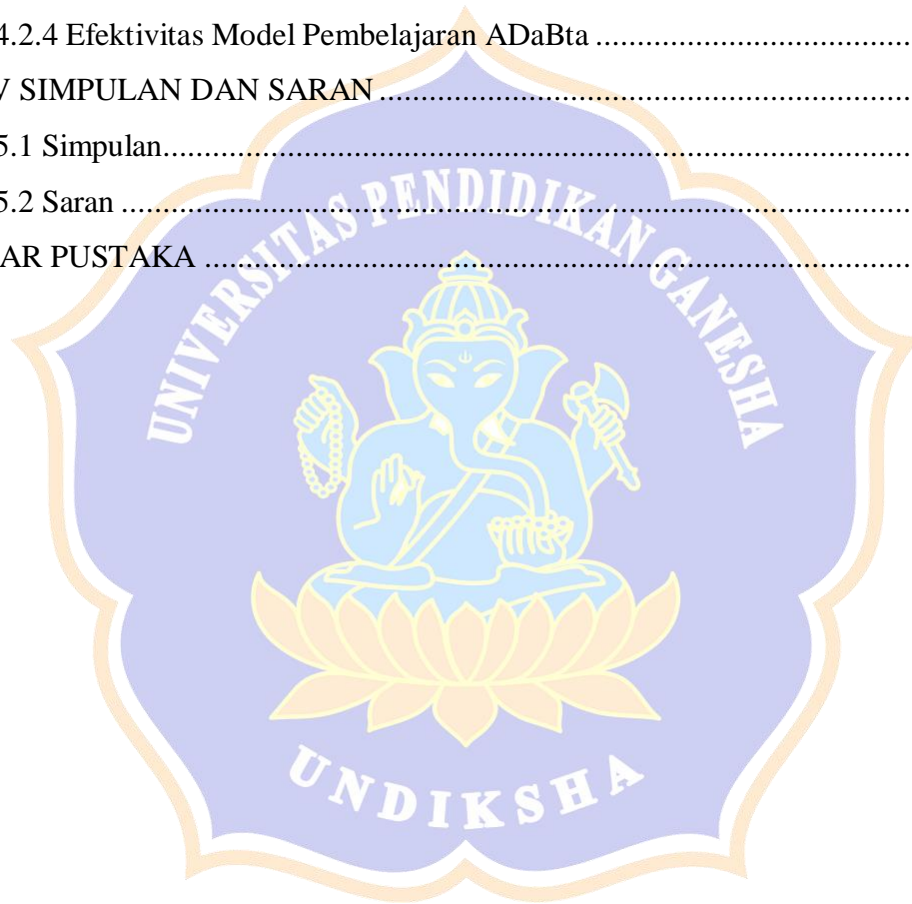 4.2.4 Efektivitas Model Pembelajaran ADaBta ................................................
V SIMPULAN DAN SARAN ................................................................................
5.1 Simpulan................................................................................................
5.2 Saran ................................................................................................
AR PUSTAKA ................................................................................
UNIVERSITAS PENDIDIKAN GANESHA
UNDIKSHA